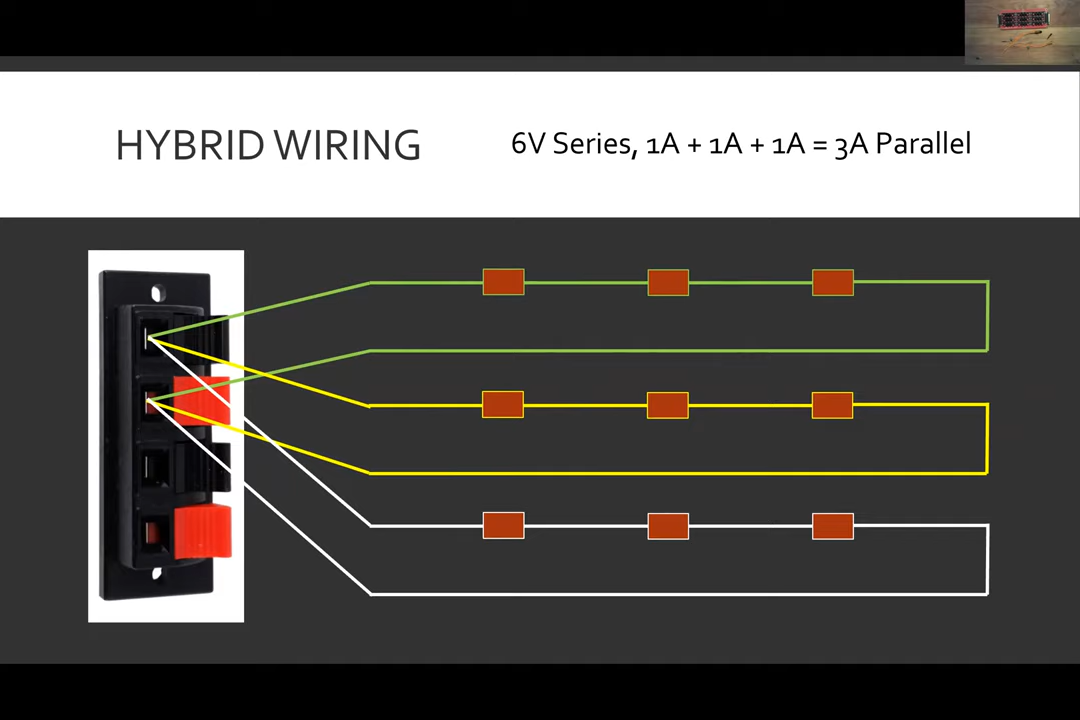 HYBRID WIRING
6V Series, 1A + 1A + 1A = 3A Parallel